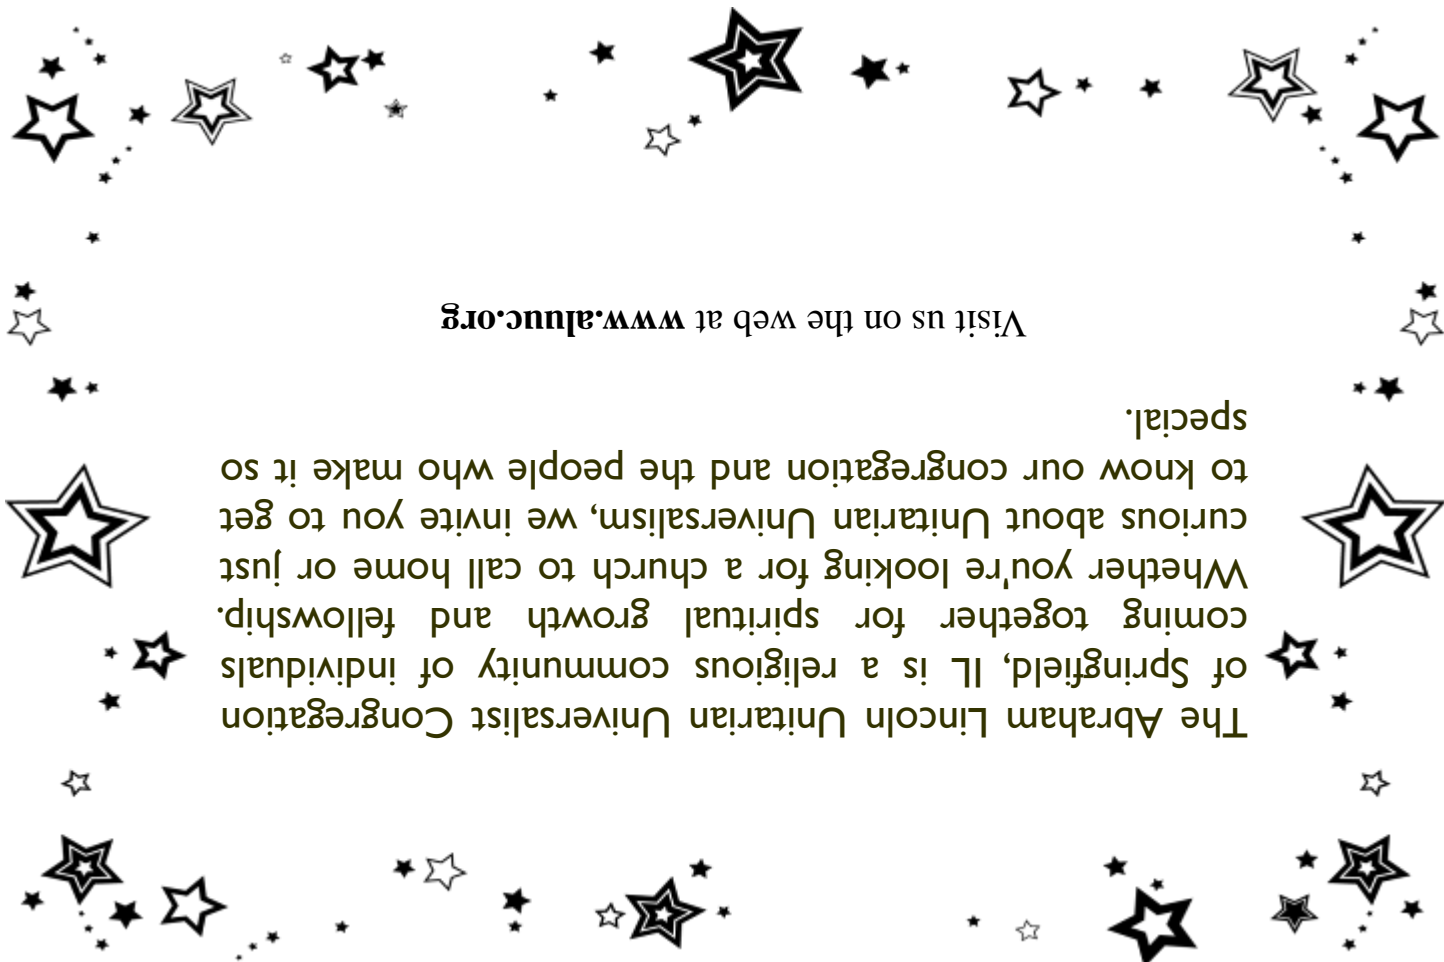 The Abraham Lincoln Unitarian Universalist Congregation
of Springfield, IL is a religious community of individuals
coming together for spiritual growth and fellowship.
Whether you're looking for a church to call home or just
curious about Unitarian Universalism, we invite you to get
to know our congregation and the people who make it so
special.
Visit us on the web at www.aluuc.org